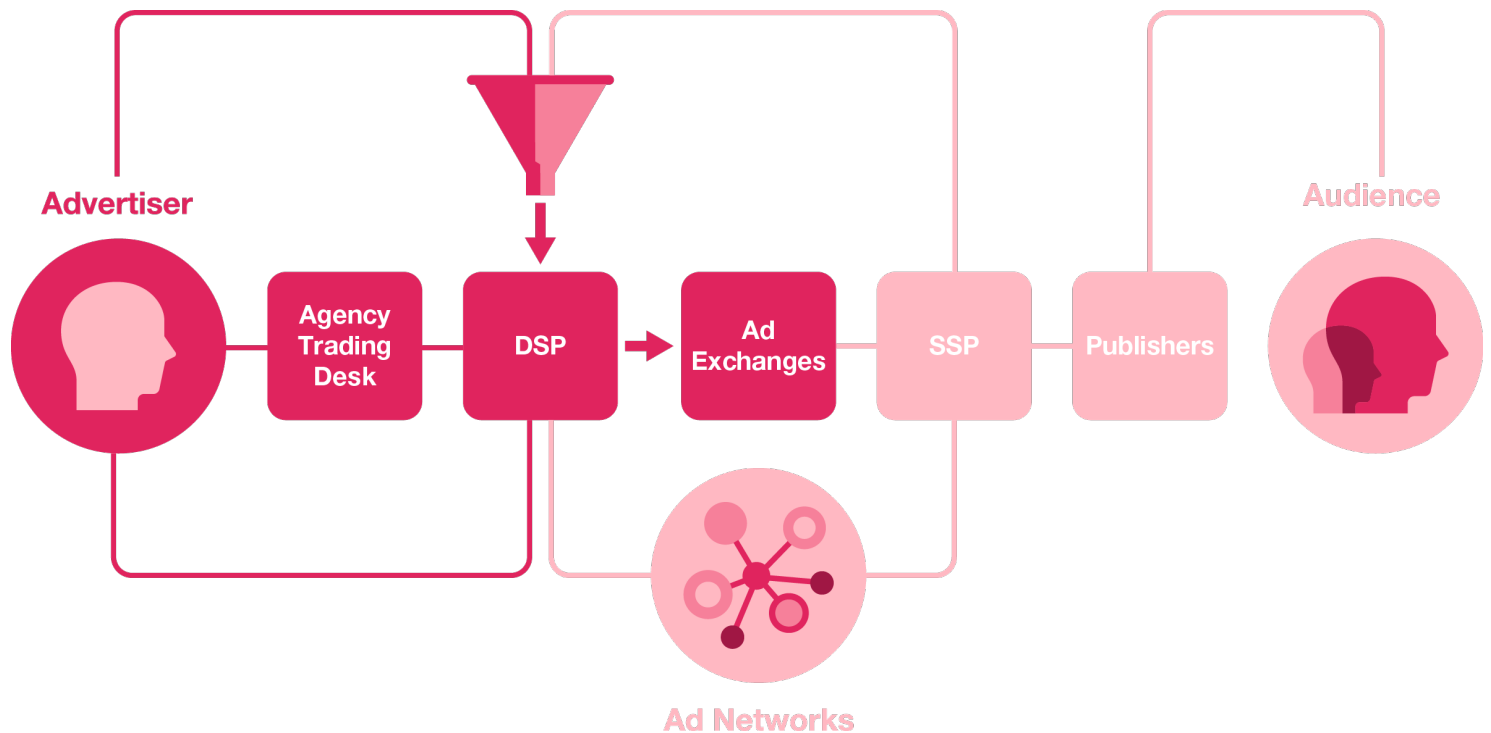 Advertiser
Audience
Agency
Trading
Desk
DSP
Ad
Exchanges
SSP
Publishers
Ad Networks